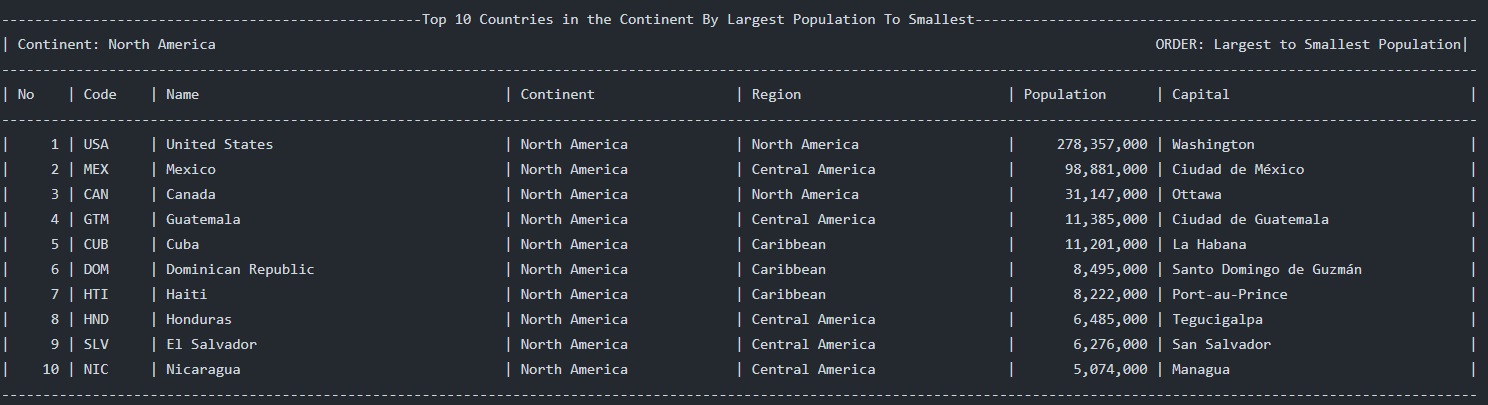 ---------------------------------------------------Top 10 Countries in the Continent By Largest Population To Smallest-------------------------------------------------------------
| Continent: North America ORDER: Largest to Smallest Population|
| No | Code | Name | Continent | Region | Population | Capital |
| 1 | USA | United States | North America | North America | 278,357,000 | Washington |
| 2 | MEX | Mexico | North America | Central America | 98,881,000 | Ciudad de México |
| 3 | CAN | Canada | North America | North America | 31,147,000 | Ottawa |
| 4 | GTM | Guatemala | North America | Central America | 11,385,000 | Ciudad de Guatemala |
| 5 | CUB | Cuba | North America | Caribbean | 11,201,000 | La Habana |
| 6 | DOM | Dominican Republic | North America | Caribbean | 8,495,000 | Santo Domingo de Guzmán |
| 7 | HTI | Haiti | North America | Caribbean | 8,222,000 | Port-au-Prince |
| 8 | HND | Honduras | North America | Central America | 6,485,000 | Tegucigalpa |
| 9 | SLV | El Salvador | North America | Central America | 6,276,000 | San Salvador |
| 10 | NIC | Nicaragua | North America | Central America | 5,074,000 | Managua |